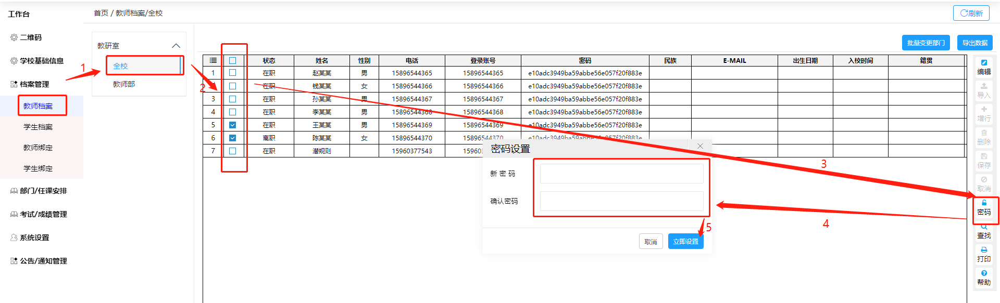 工作台
首页 / 教师档案/全校
刷新
二维码
学校基础信息
档案管理
教师档案
学生档案
教师绑定
学生绑定
部门/任课安排
考试/成绩管理
系统设置
公告/通知管理
教研室
全校
教师部
1
2
批量变更部门
导出数据
状态 姓名 性别 电话 登录账号 密码 民族 E-MAIL 出生日期 入校时间 籍贯
1 在职 赵某某 男 15896544365 15896544365 e10adc3949ba59abbe56e057f20f883e
在职 钱某某 女 15896544366 15896544366 e10adc3949ba59abbe56e057f20f883e
3 在职 孙某某 男 15896544367 15896544367 e10adc3949ba59abbe56e057f20f883e
4 在职 李某某 男 15896544368 15896544368 e10adc3949ba59abbe56e057f20f883e
5 在职 王某某 男 15896544369 15896544369 e10adc3949ba59abbe56e057f20f883e
6 离职 陈某某 女 15896544370 15896544370 e10adc3949ba59abbe56e057f20f883e
7 在职 潜规则 15960377543 15960
密码设置
新 密 码
确认密码
取消
立即设置
3
4
5
编辑
导入
增行
删除
保存
取消
密码
查找
打印
帮助